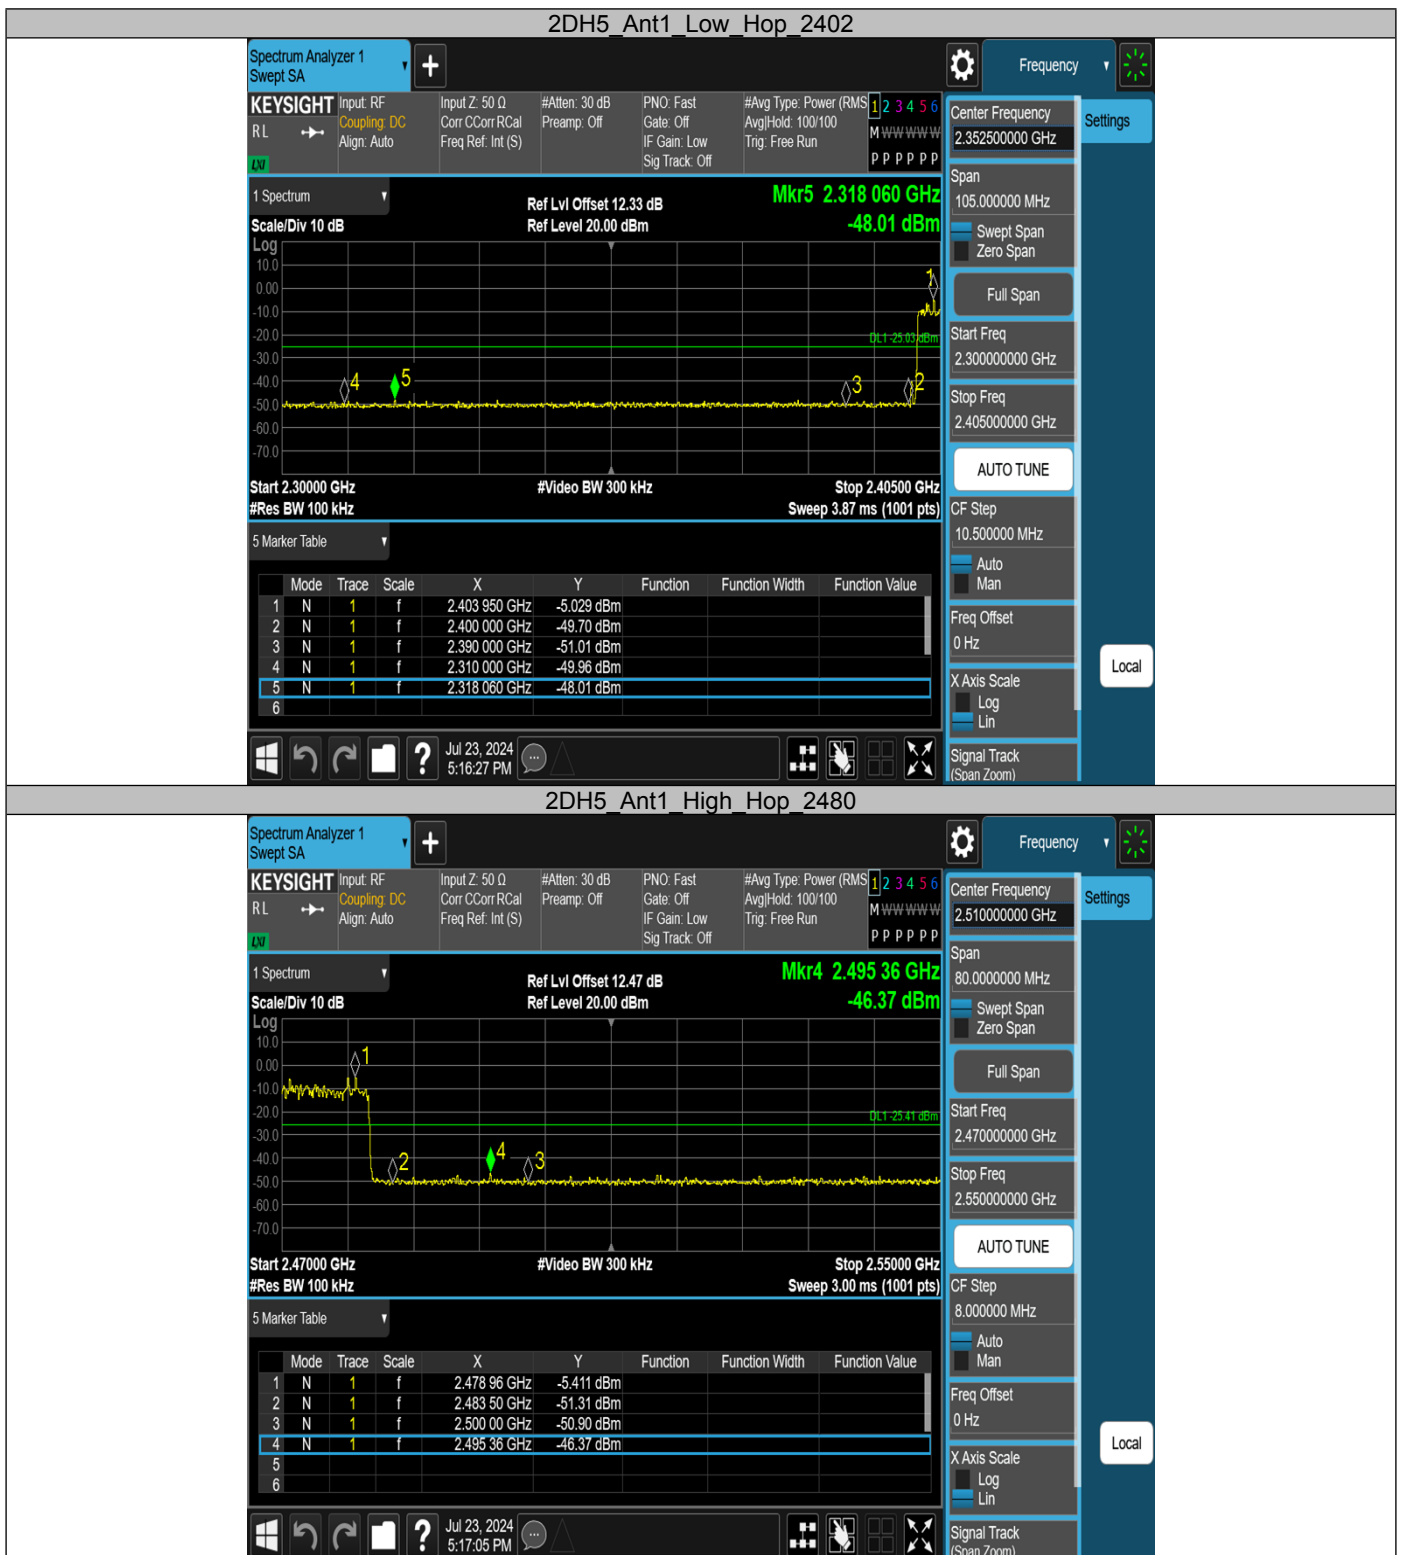 2DH5_Ant1_Low_Hop_2402
Spectrum Analyzer 1
Swept SA
+
Frequency
KEYSIGHT
RL
LXI
Input: RF
Coupling: DC
Align: Auto
Input Z: 50 Ω
Corr CCorr RCal
Freq Ref: Int (S)
#Atten: 30 dB
Preamp: Off
PNO: Fast
Gate: Off
IF Gain: Low
Sig Track: Off
#Avg Type: Power (RMS
Avg|Hold: 100/100
Trig: Free Run
1 2 3 4 5 6
M W W W W W
P P P P P P
Center Frequency
2.352500000 GHz
Settings
Span
105.000000 MHz
Swept Span
Zero Span
Full Span
Start Freq
2.300000000 GHz
Stop Freq
2.405000000 GHz
AUTO TUNE
CF Step
10.500000 MHz
Auto
Man
Freq Offset
0 Hz
X Axis Scale
Log
Lin
Signal Track
(Span Zoom)
Local
1 Spectrum
Scale/Div 10 dB
Ref Lvl Offset 12.33 dB
Ref Level 20.00 dBm
Mkr5 2.318 060 GHz
-48.01 dBm
Log
10.0
0.00
-10.0
-20.0
-30.0
-40.0
-50.0
-60.0
-70.0
1
DL1 -25.03 dBm
4
5
3
2
Start 2.30000 GHz
#Video BW 300 kHz
Stop 2.40500 GHz
#Res BW 100 kHz
Sweep 3.87 ms (1001 pts)
5 Marker Table
Mode Trace Scale X Y Function Function Width Function Value
1 N 1 f 2.403 950 GHz -5.029 dBm
2 N 1 f 2.400 000 GHz -49.70 dBm
3 N 1 f 2.390 000 GHz -51.01 dBm
4 N 1 f 2.310 000 GHz -49.96 dBm
5 N 1 f 2.318 060 GHz -48.01 dBm
6
?
Jul 23, 2024
5:16:27 PM
2DH5_Ant1_High_Hop_2480
Spectrum Analyzer 1
Swept SA
+
Frequency
KEYSIGHT
RL
LXI
Input: RF
Coupling: DC
Align: Auto
Input Z: 50 Ω
Corr CCorr RCal
Freq Ref: Int (S)
#Atten: 30 dB
Preamp: Off
PNO: Fast
Gate: Off
IF Gain: Low
Sig Track: Off
#Avg Type: Power (RMS
Avg|Hold: 100/100
Trig: Free Run
1 2 3 4 5 6
M W W W W W
P P P P P P
Center Frequency
2.510000000 GHz
Settings
Span
80.0000000 MHz
Swept Span
Zero Span
Full Span
Start Freq
2.470000000 GHz
Stop Freq
2.550000000 GHz
AUTO TUNE
CF Step
8.000000 MHz
Auto
Man
Freq Offset
0 Hz
X Axis Scale
Log
Lin
Signal Track
(Span Zoom)
Local
1 Spectrum
Scale/Div 10 dB
Ref Lvl Offset 12.47 dB
Ref Level 20.00 dBm
Mkr4 2.495 36 GHz
-46.37 dBm
Log
10.0
0.00
-10.0
-20.0
-30.0
-40.0
-50.0
-60.0
-70.0
1
DL1 -25.41 dBm
2
4
3
Start 2.47000 GHz
#Video BW 300 kHz
Stop 2.55000 GHz
#Res BW 100 kHz
Sweep 3.00 ms (1001 pts)
5 Marker Table
Mode Trace Scale X Y Function Function Width Function Value
1 N 1 f 2.478 96 GHz -5.411 dBm
2 N 1 f 2.483 50 GHz -51.31 dBm
3 N 1 f 2.500 00 GHz -50.90 dBm
4 N 1 f 2.495 36 GHz -46.37 dBm
5
6
?
Jul 23, 2024
5:17:05 PM